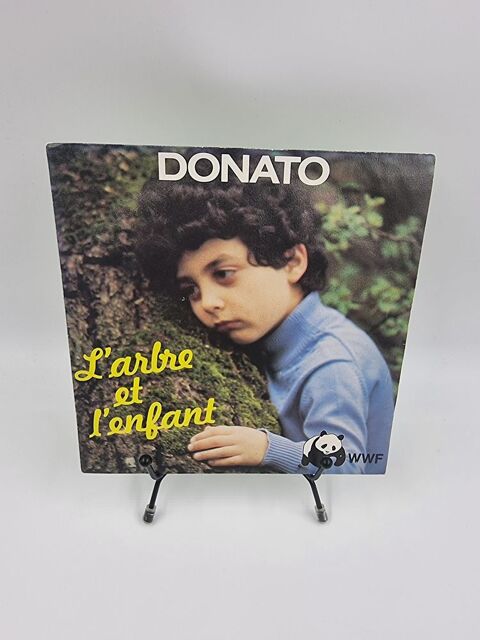 DONATO
L'arbre
et
l'enfant
WWF